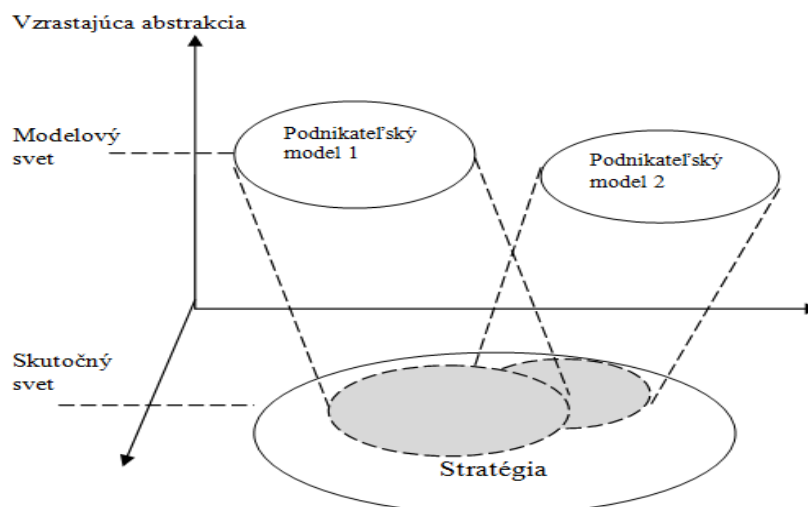 Vzrastajúca abstrakcia
Modelový
svet
Podnikateľský
model 1
Podnikateľský
model 2
Skutočný
svet
Stratégia